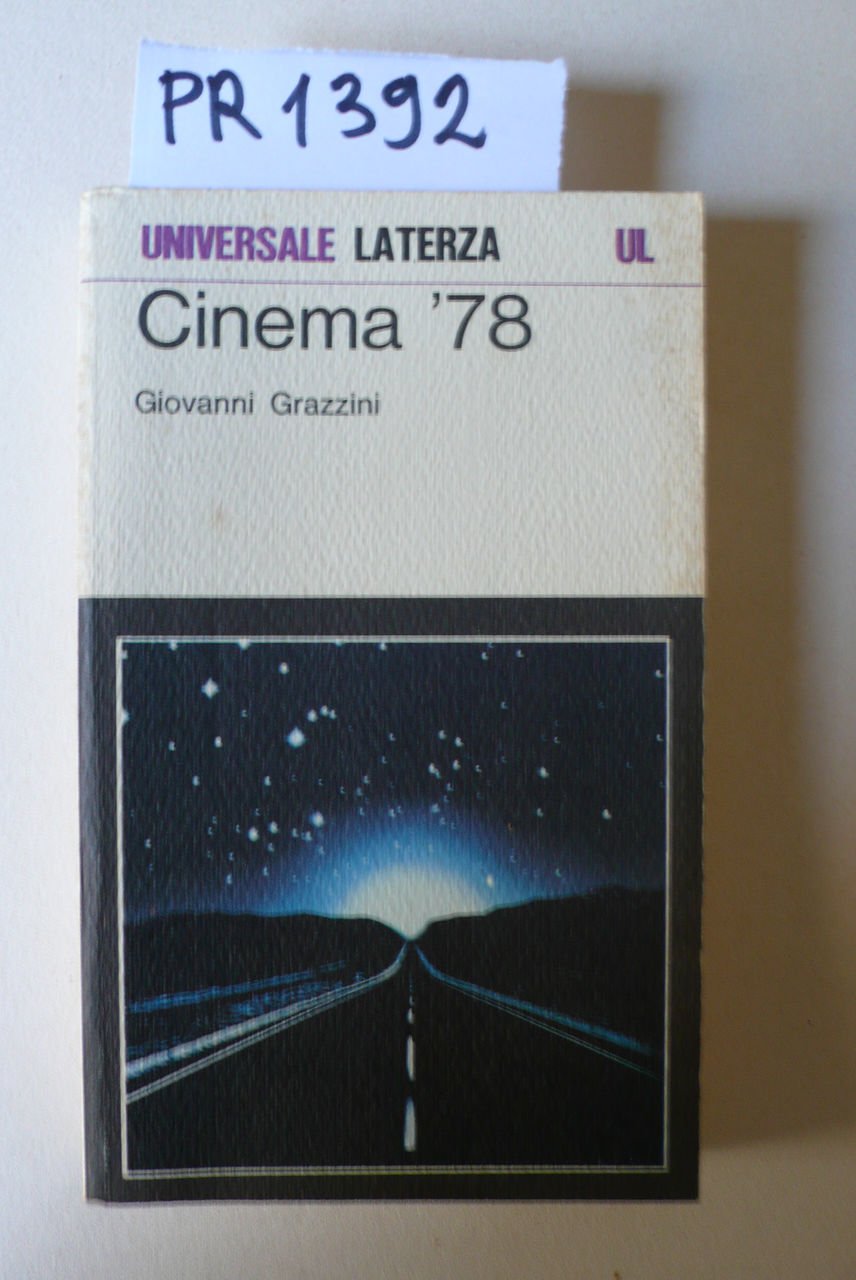 PR 1392
UNIVERSALE LATERZA UL
Cinema '78
Giovanni Grazzini